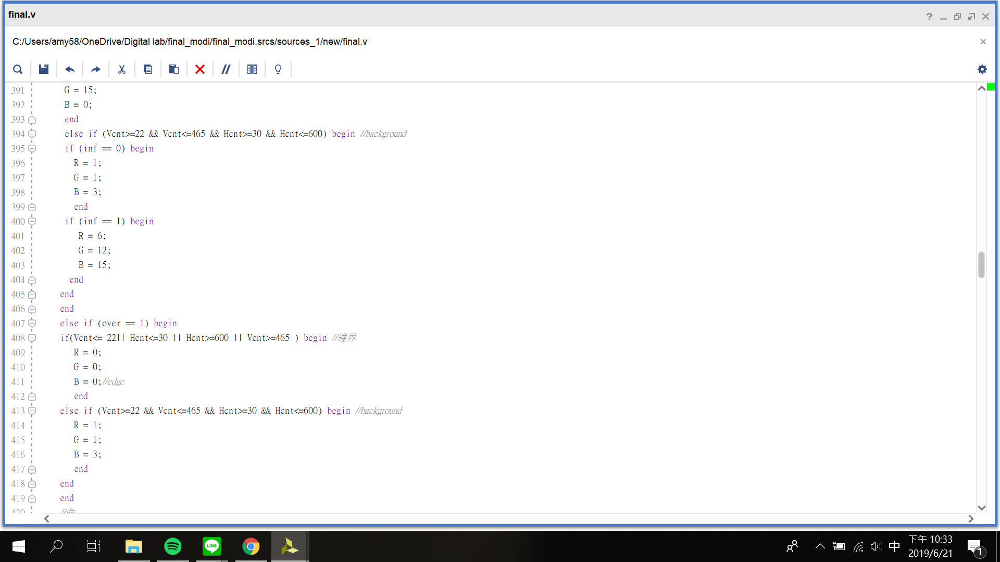 final.v
C:/Users/amy58/OneDrive/Digital lab/final_modi/final_modi.srcs/sources_1/new/final.v
391 G = 15;
392 B = 0;
393 end
394 else if (Vcnt>=22 && Vcnt<=465 && Hcnt>=30 && Hcnt<=600) begin //background
395 if (inf == 0) begin
396 R = 1;
397 G = 1;
398 B = 3;
399 end
400 if (inf == 1) begin
401 R = 6;
402 G = 12;
403 B = 15;
404 end
405 end
406 end
407 else if (over == 1) begin
408 if(Vcnt<= 22|| Hcnt<=30 || Hcnt>=600 || Vcnt>=465 ) begin //邊界
409 R = 0;
410 G = 0;
411 B = 0;//edge
412 end
413 else if (Vcnt>=22 && Vcnt<=465 && Hcnt>=30 && Hcnt<=600) begin //background
414 R = 1;
415 G = 1;
416 B = 3;
417 end
418 end
419 end
420 //命
LINE
中
下午 10:33
2019/6/21
1